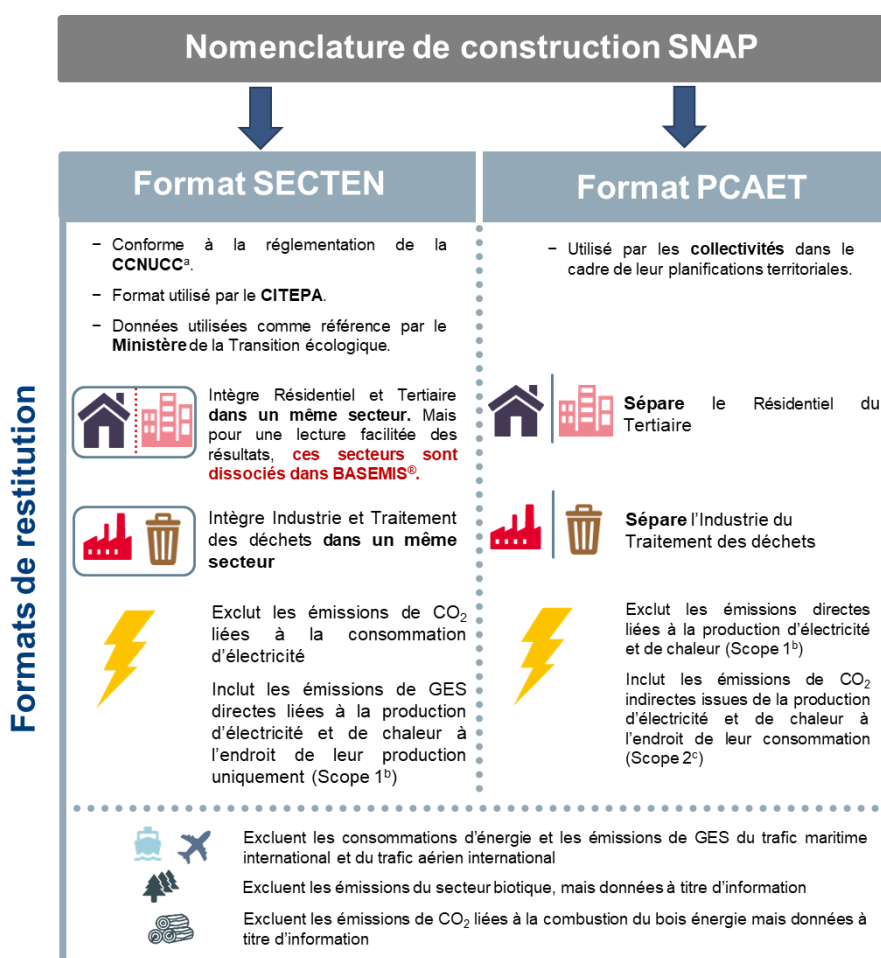 Nomenclature de construction SNAP
Formats de restitution
Format SECTEN
− Conforme à la réglementation de la
CCNUCCᵃ.
− Format utilisé par le CITEPA.
− Données utilisées comme référence par le
Ministère de la Transition écologique.
Intègre Résidentiel et Tertiaire
dans un même secteur. Mais
pour une lecture facilitée des
résultats, ces secteurs sont
dissociés dans BASEMIS®.
Intègre Industrie et Traitement
des déchets dans un même
secteur
Exclut les émissions de CO₂
liées à la consommation
d'électricité
Inclut les émissions de GES
directes liées à la production
d'électricité et de chaleur à
l'endroit de leur production
uniquement (Scope 1ᵇ)
Format PCAET
− Utilisé par les collectivités dans le
cadre de leur planifications territoriales.
Sépare le Résidentiel du
Tertiaire
Sépare l'Industrie du
Traitement des déchets
Exclut les émissions directes
liées à la production d'électricité
et de chaleur (Scope 1ᵇ)
Inclut les émissions de CO₂
indirectes issues de la production
d'électricité et de chaleur à
l'endroit de leur consommation
(Scope 2ᶜ)
Excluent les consommations d'énergie et les émissions de GES du trafic maritime
international et du trafic aérien international
Excluent les émissions du secteur biotique, mais données à titre d'information
Excluent les émissions de CO₂ liées à la combustion du bois énergie mais données à
titre d'information